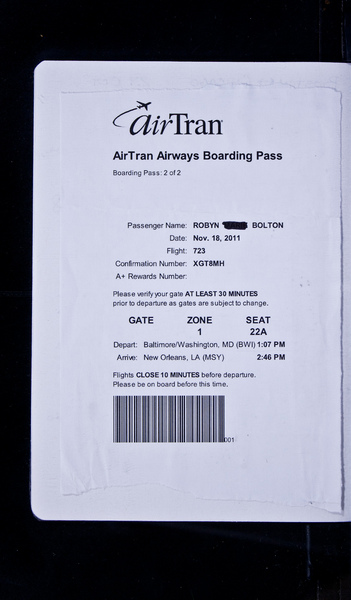 airTran
AirTran Airways Boarding Pass
Boarding Pass: 2 of 2
Passenger Name: ROBYN BOLTON
Date: Nov. 18, 2011
Flight: 723
Confirmation Number: XGT8MH
A+ Rewards Number:
Please verify your gate AT LEAST 30 MINUTES
prior to departure as gates are subject to change.
GATE ZONE SEAT
1 22A
Depart: Baltimore/Washington, MD (BWI) 1:07 PM
Arrive: New Orleans, LA (MSY) 2:46 PM
Flights CLOSE 10 MINUTES before departure.
Please be on board before this time.
001